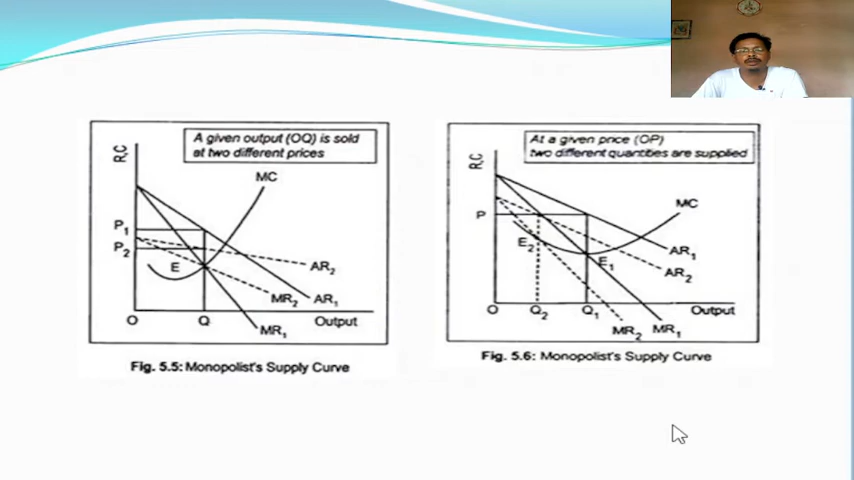 A given output (OQ) is sold
at two different prices
R,C
MC
P₁
P₂
E
AR₂
MR₂
AR₁
O
Q
Output
MR₁
Fig. 5.5: Monopolist's Supply Curve
At a given price (OP)
two different quantities are supplied
R,C
MC
P
E₂
E₁
AR₁
AR₂
O
Q₂
Q₁
Output
MR₂
MR₁
Fig. 5.6: Monopolist's Supply Curve